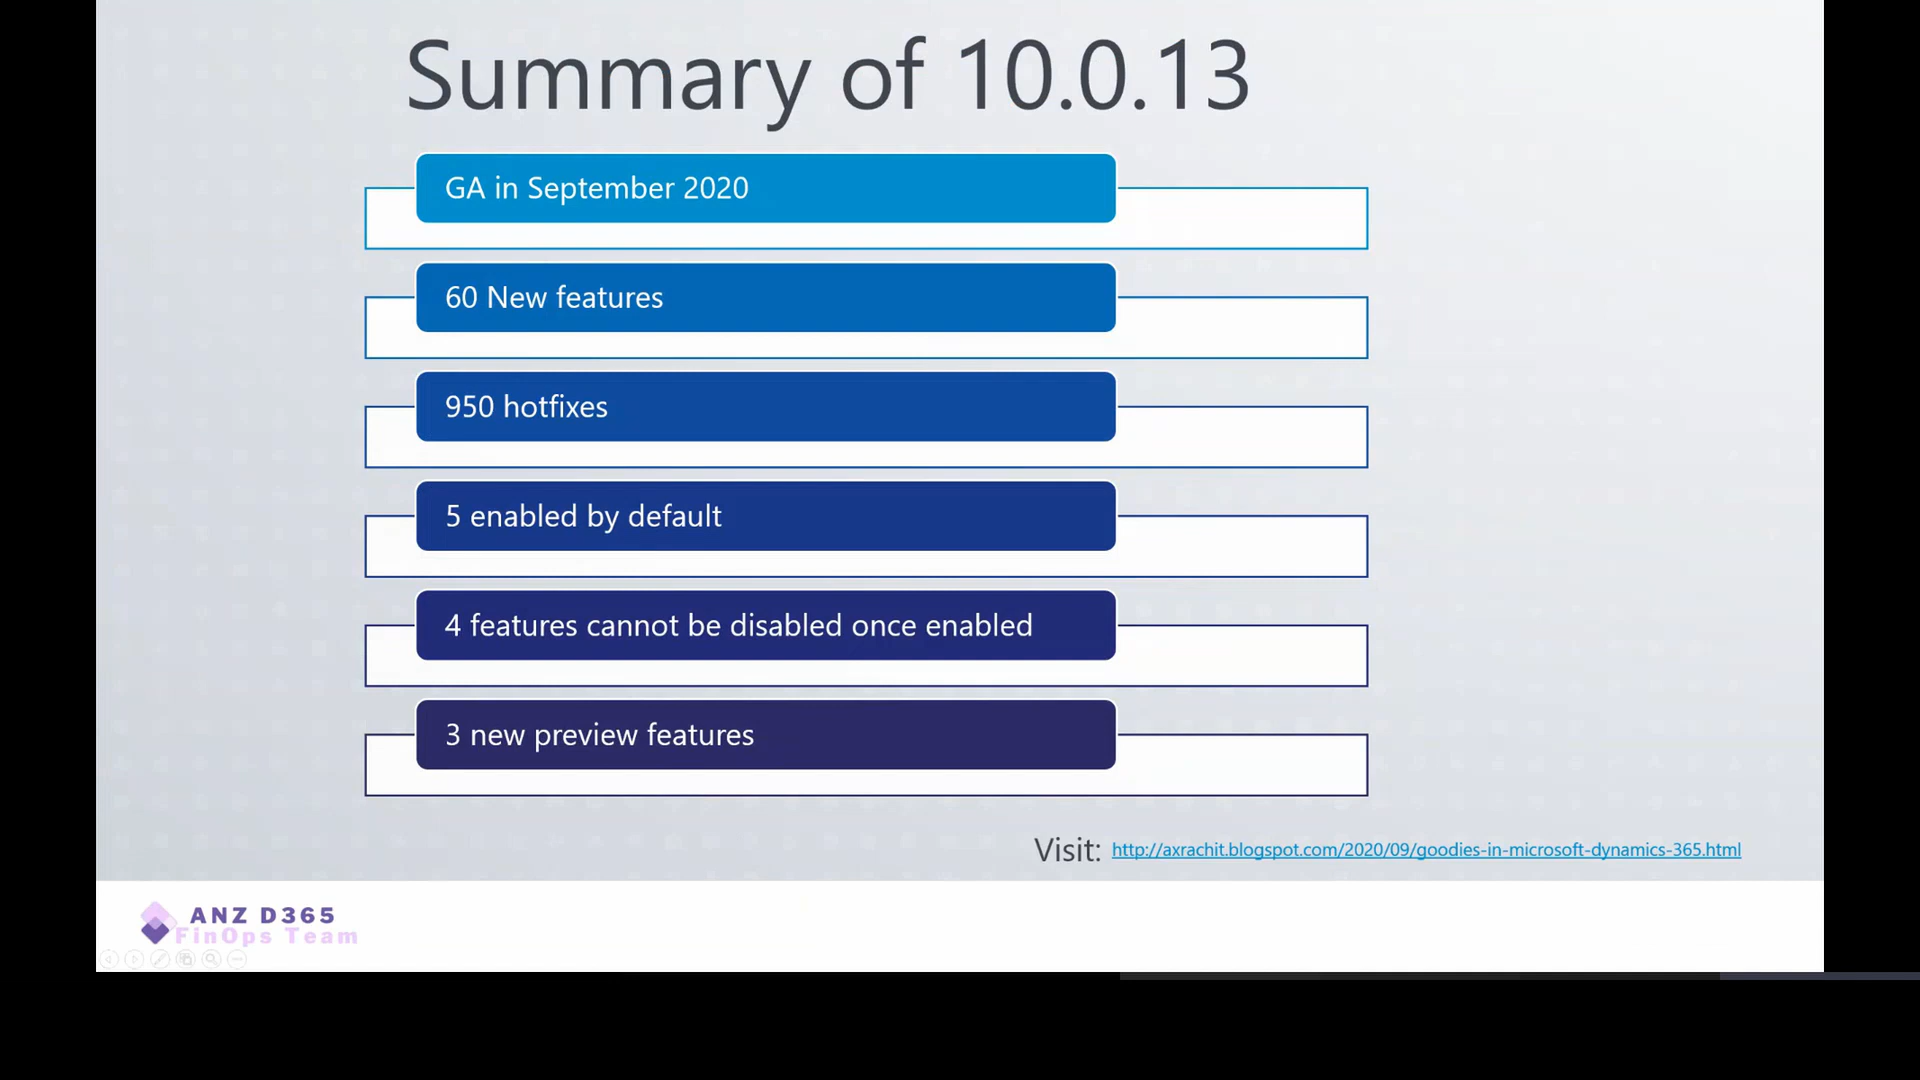 Summary of 10.0.13
GA in September 2020
60 New features
950 hotfixes
5 enabled by default
4 features cannot be disabled once enabled
3 new preview features
Visit: http://axrachit.blogspot.com/2020/09/goodies-in-microsoft-dynamics-365.html
ANZ D365
FinOps Team